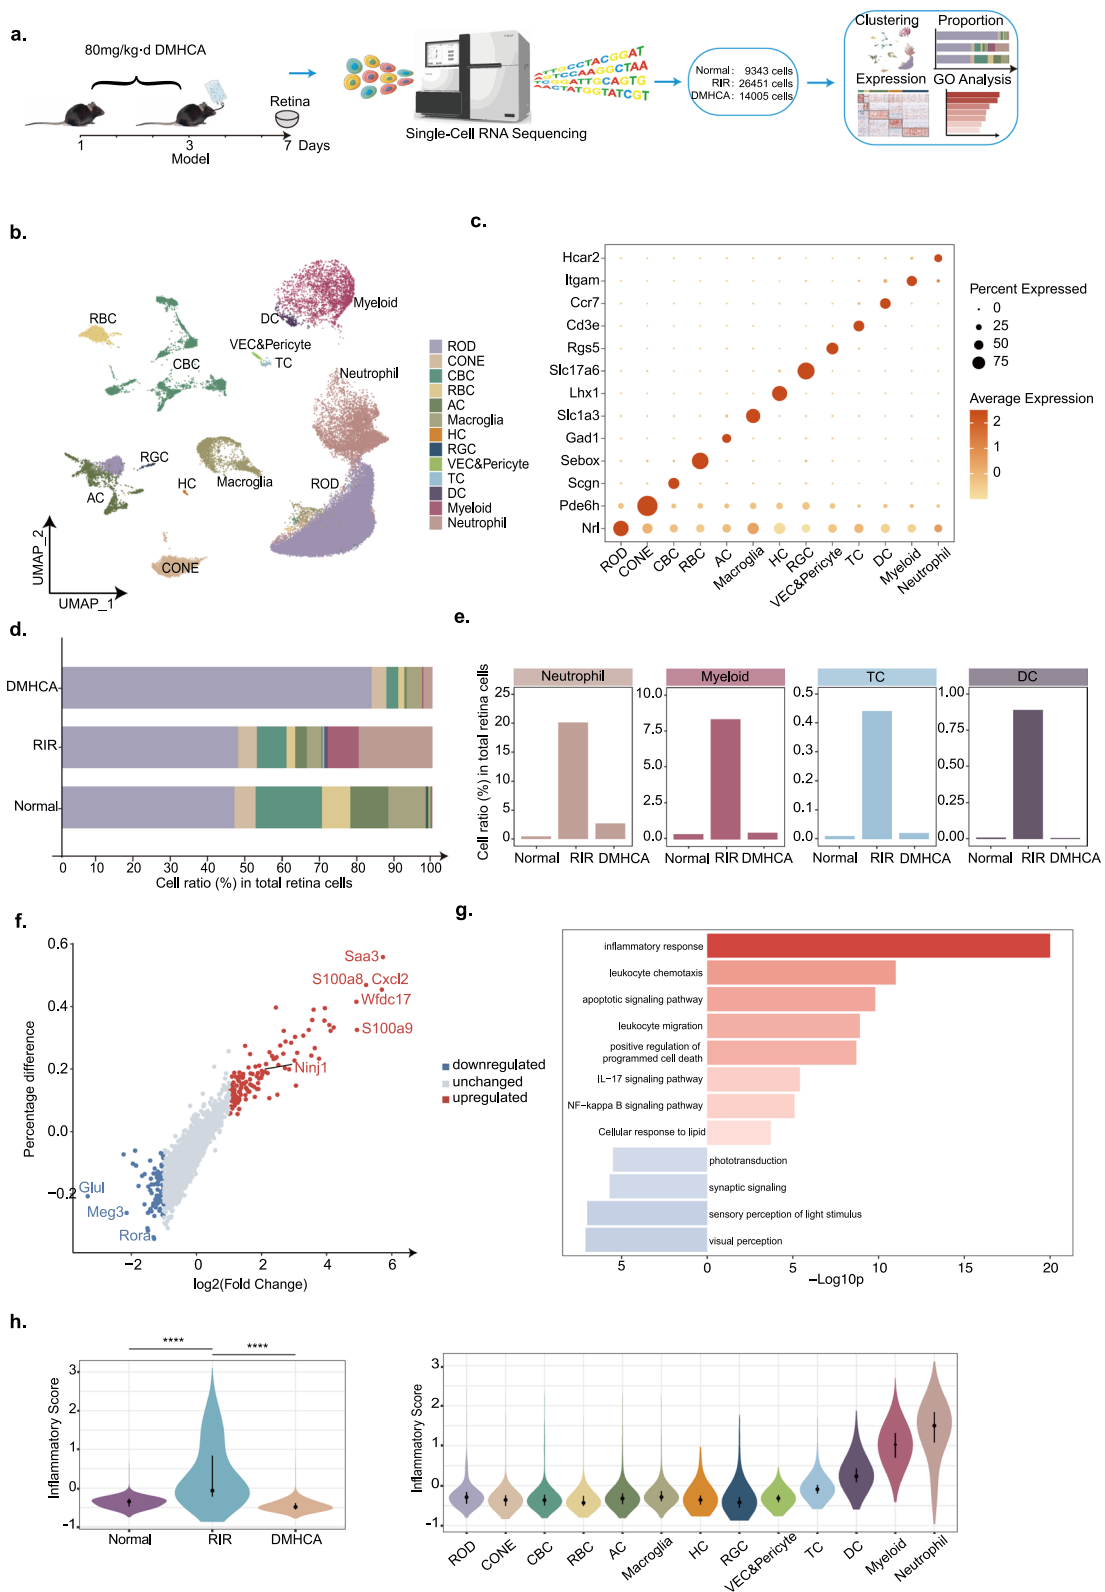 a.
80mg/kg·d DMHCA
Retina
1
3
7 Days
Model
Single-Cell RNA Sequencing
ATTGCCTACGGAT
Normal: 9343 cells
RIR: 26451 cells
DMHCA: 14005 cells
Clustering
Proportion
Expression
GO Analysis
b.
RBC
CBC
DC
Myeloid
VEC&Pericyte
TC
Neutrophil
RGC
AC
HC
Macroglia
ROD
CONE
UMAP_2
UMAP_1
ROD
CONE
CBC
RBC
AC
Macroglia
HC
RGC
VEC&Pericyte
TC
DC
Myeloid
Neutrophil
c.
Hcar2
Itgam
Ccr7
Cd3e
Rgs5
Slc17a6
Lhx1
Slc1a3
Gad1
Sebox
Scgn
Pde6h
Nrl
ROD
CONE
CBC
RBC
AC
Macroglia
HC
RGC
VEC&Pericyte
TC
DC
Myeloid
Neutrophil
Percent Expressed
0
25
50
75
Average Expression
2
1
0
d.
DMHCA
RIR
Normal
0 10 20 30 40 50 60 70 80 90 100
Cell ratio (%) in total retina cells
e.
Cell ratio (%) in total retina cells
Neutrophil
25
20
15
10
5
0
Normal RIR DMHCA
Myeloid
10.0
7.5
5.0
2.5
0.0
Normal RIR DMHCA
TC
0.5
0.4
0.3
0.2
0.1
0.0
Normal RIR DMHCA
DC
1.00
0.75
0.50
0.25
0.00
Normal RIR DMHCA
f.
Percentage difference
0.6
0.4
0.2
0.0
−0.2
Saa3
S100a8 Cxcl2
Wfdc17
S100a9
Ninj1
Glul
Meg3
Rora
−2 0 2 4 6
log2(Fold Change)
downregulated
unchanged
upregulated
g.
inflammatory response
leukocyte chemotaxis
apoptotic signaling pathway
leukocyte migration
positive regulation of
programmed cell death
IL−17 signaling pathway
NF−kappa B signaling pathway
Cellular response to lipid
phototransduction
synaptic signaling
sensory perception of light stimulus
visual perception
5 0 5 10 15 20
−Log10p
h.
Inflammatory Score
3
2
1
0
-1
**** ****
Normal RIR DMHCA
Inflammatory Score
3
2
1
0
-1
ROD
CONE
CBC
RBC
AC
Macroglia
HC
RGC
VEC&Pericyte
TC
DC
Myeloid
Neutrophil